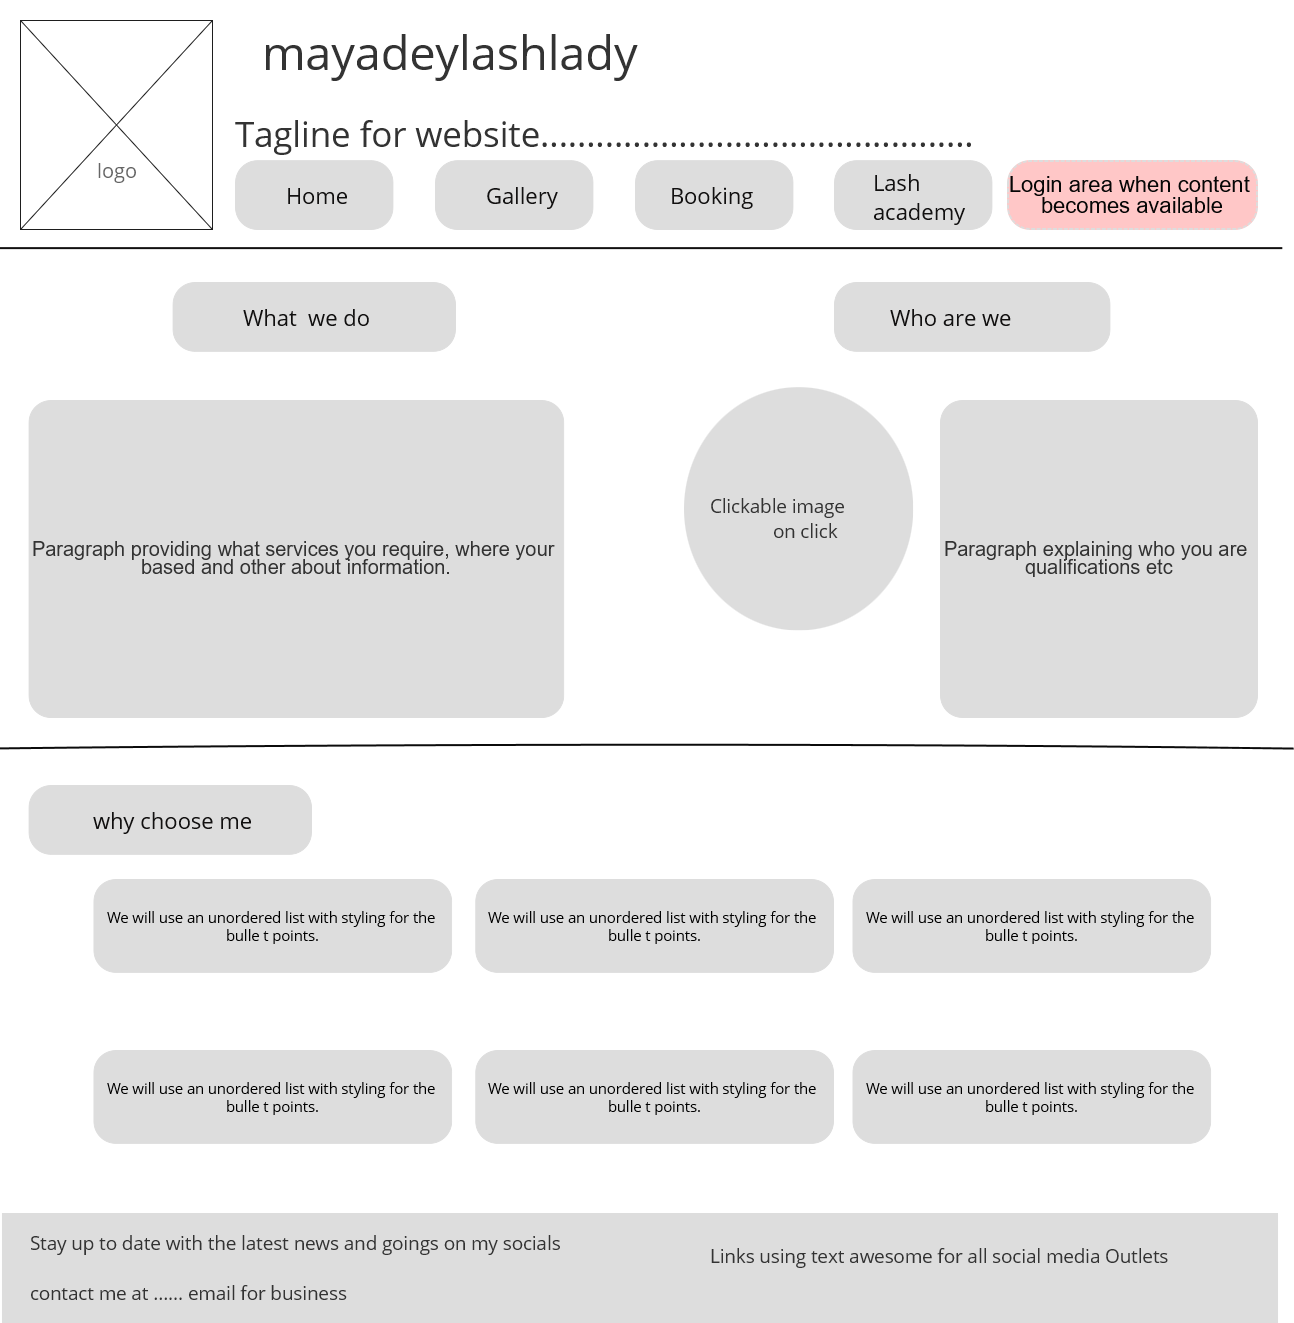 mayadeylashlady
Tagline for website...............................................
logo
Home
Gallery
Booking
Lash
academy
Login area when content
becomes available
What  we do
Who are we
Paragraph providing what services you require, where your
based and other about information.
Clickable image
on click
Paragraph explaining who you are
qualifications etc
why choose me
We will use an unordered list with styling for the
bulle t points.
We will use an unordered list with styling for the
bulle t points.
We will use an unordered list with styling for the
bulle t points.
We will use an unordered list with styling for the
bulle t points.
We will use an unordered list with styling for the
bulle t points.
We will use an unordered list with styling for the
bulle t points.
Stay up to date with the latest news and goings on my socials
contact me at ...... email for business
Links using text awesome for all social media Outlets